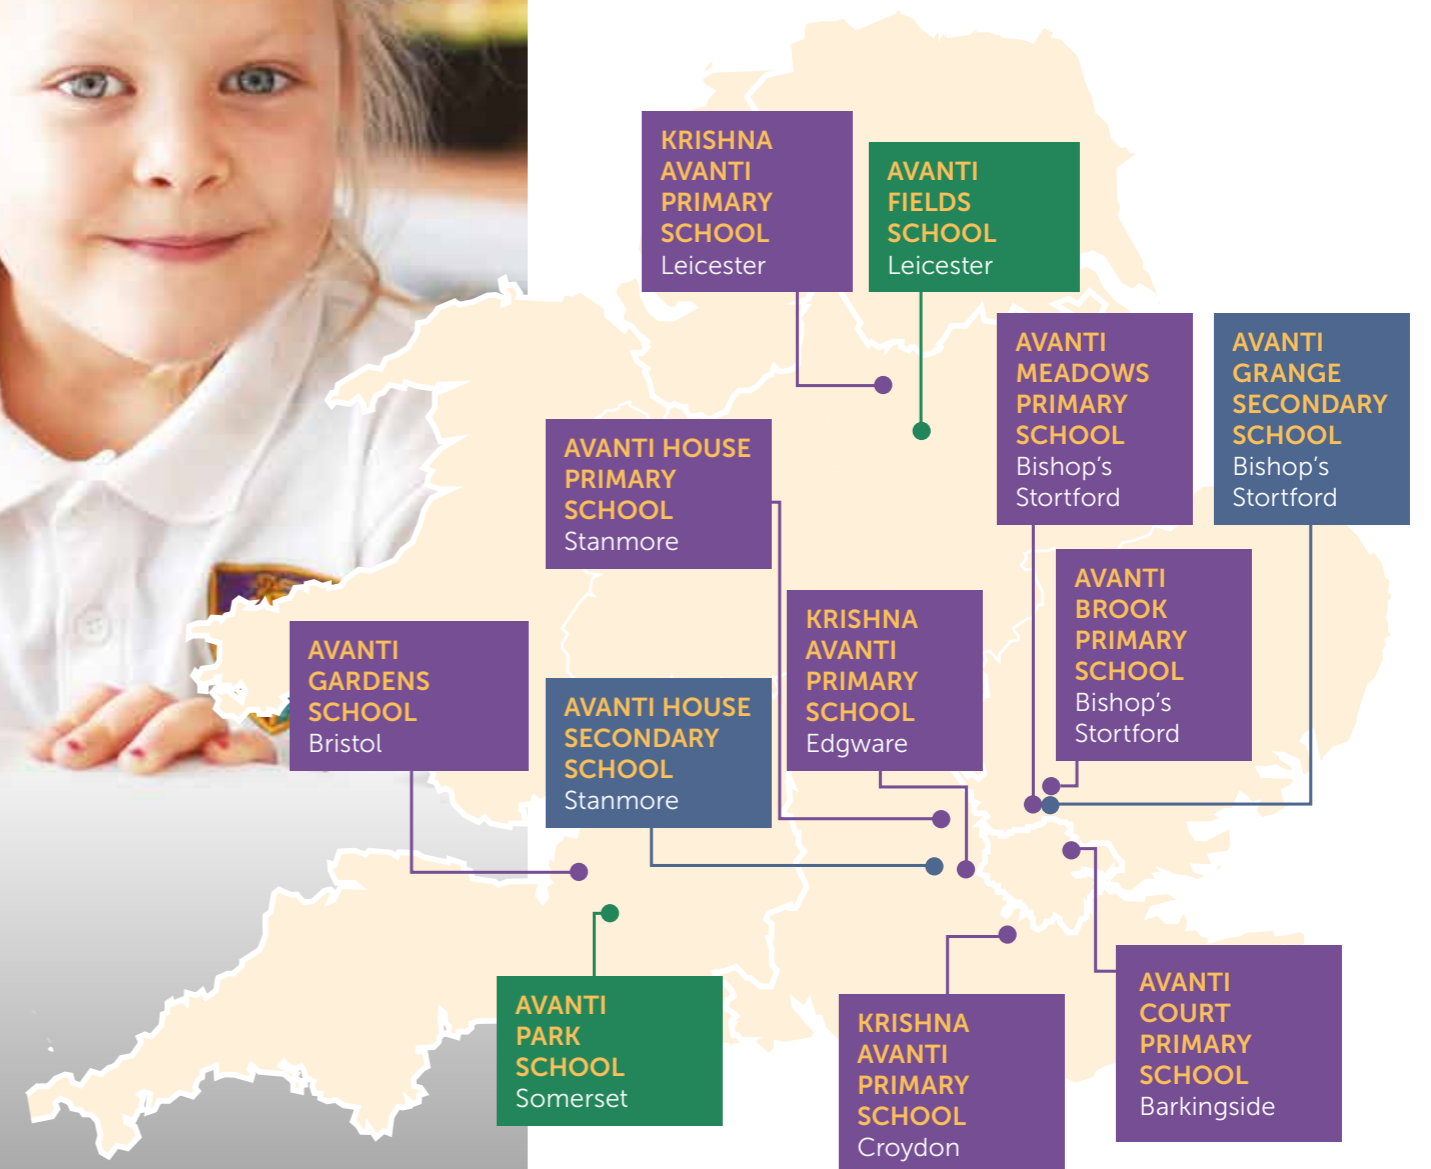 KRISHNA
AVANTI
PRIMARY
SCHOOL
Leicester
AVANTI
FIELDS
SCHOOL
Leicester
AVANTI
MEADOWS
PRIMARY
SCHOOL
Bishop's
Stortford
AVANTI
GRANGE
SECONDARY
SCHOOL
Bishop's
Stortford
AVANTI HOUSE
PRIMARY
SCHOOL
Stanmore
AVANTI
BROOK
PRIMARY
SCHOOL
Bishop's
Stortford
KRISHNA
AVANTI
PRIMARY
SCHOOL
Edgware
AVANTI
GARDENS
SCHOOL
Bristol
AVANTI HOUSE
SECONDARY
SCHOOL
Stanmore
AVANTI
PARK
SCHOOL
Somerset
KRISHNA
AVANTI
PRIMARY
SCHOOL
Croydon
AVANTI
COURT
PRIMARY
SCHOOL
Barkingside